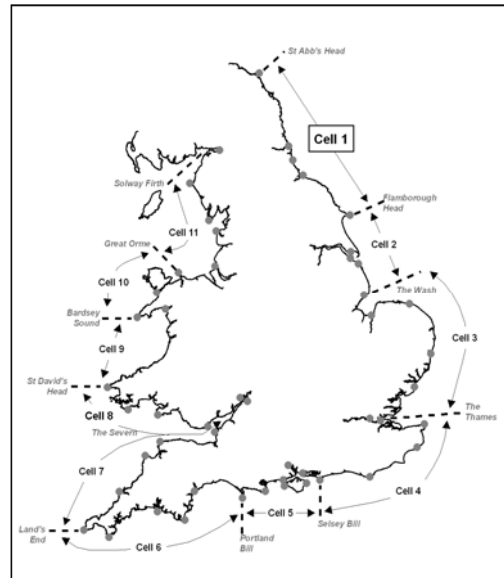 St Abb's Head
Cell 1
Solway Firth
Flamborough
Head
Cell 11
Great Orme
Cell 2
Cell 10
The Wash
Bardsey
Sound
Cell 3
Cell 9
St David's
Head
Cell 8
The Severn
The
Thames
Cell 7
Cell 4
Cell 5
Selsey Bill
Land's
End
Cell 6
Portland
Bill